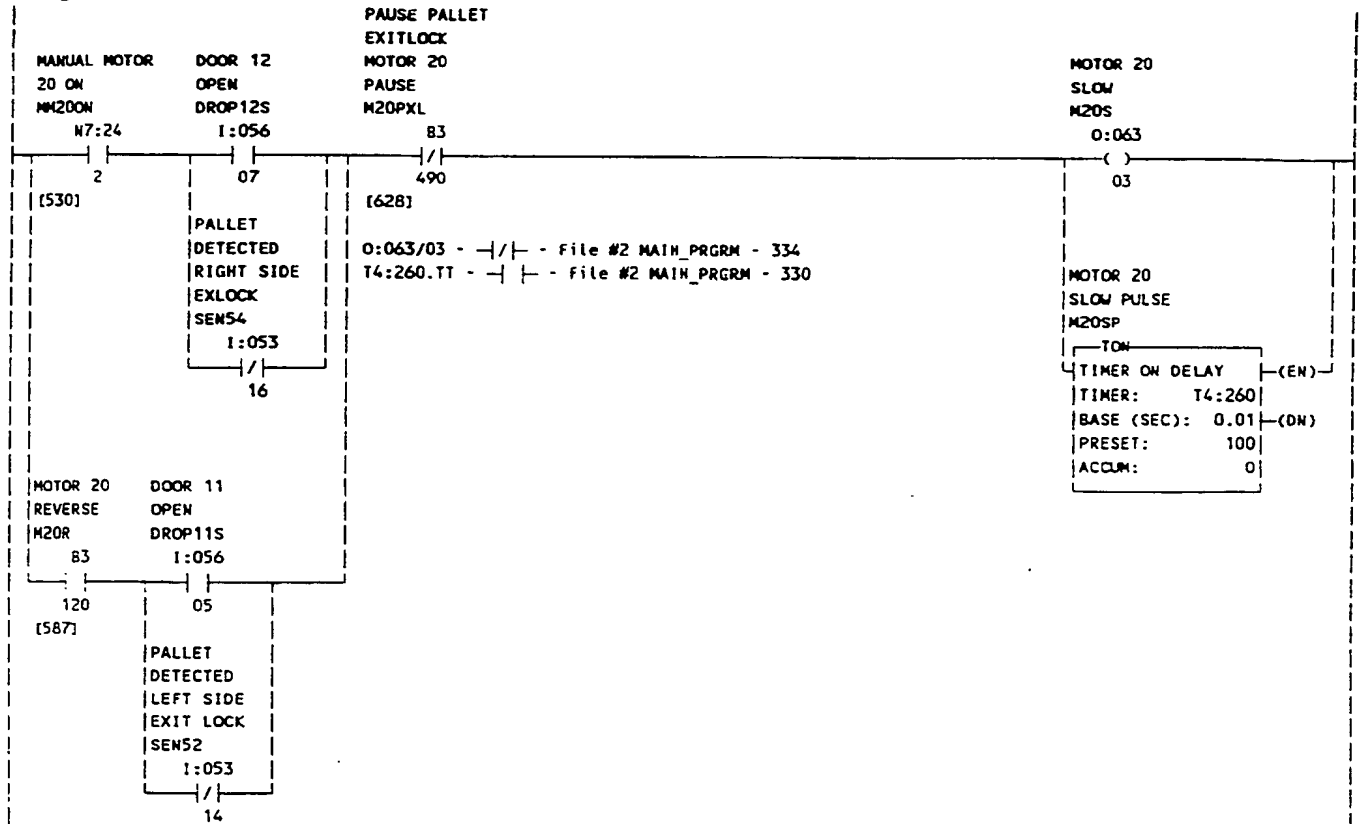 PAUSE PALLET
EXITLOCK
MANUAL MOTOR DOOR 12 MOTOR 20 MOTOR 20
20 ON OPEN PAUSE SLOW
MM20ON DROP12S M20PXL M20S
N7:24 I:056 B3 O:063
2 07 490 03
[530] [628]
PALLET
DETECTED O:063/03 - -|/|- - File #2 MAIN_PRGRM - 334
RIGHT SIDE T4:260.TT - -| |- - File #2 MAIN_PRGRM - 330
EXLOCK
SEN54
I:053
16
MOTOR 20
SLOW PULSE
M20SP
TON
TIMER ON DELAY (EN)
TIMER: T4:260
BASE (SEC): 0.01 (DN)
PRESET: 100
ACCUM: 0
MOTOR 20 DOOR 11
REVERSE OPEN
M20R DROP11S
B3 I:056
120 05
[587]
PALLET
DETECTED
LEFT SIDE
EXIT LOCK
SEN52
I:053
14